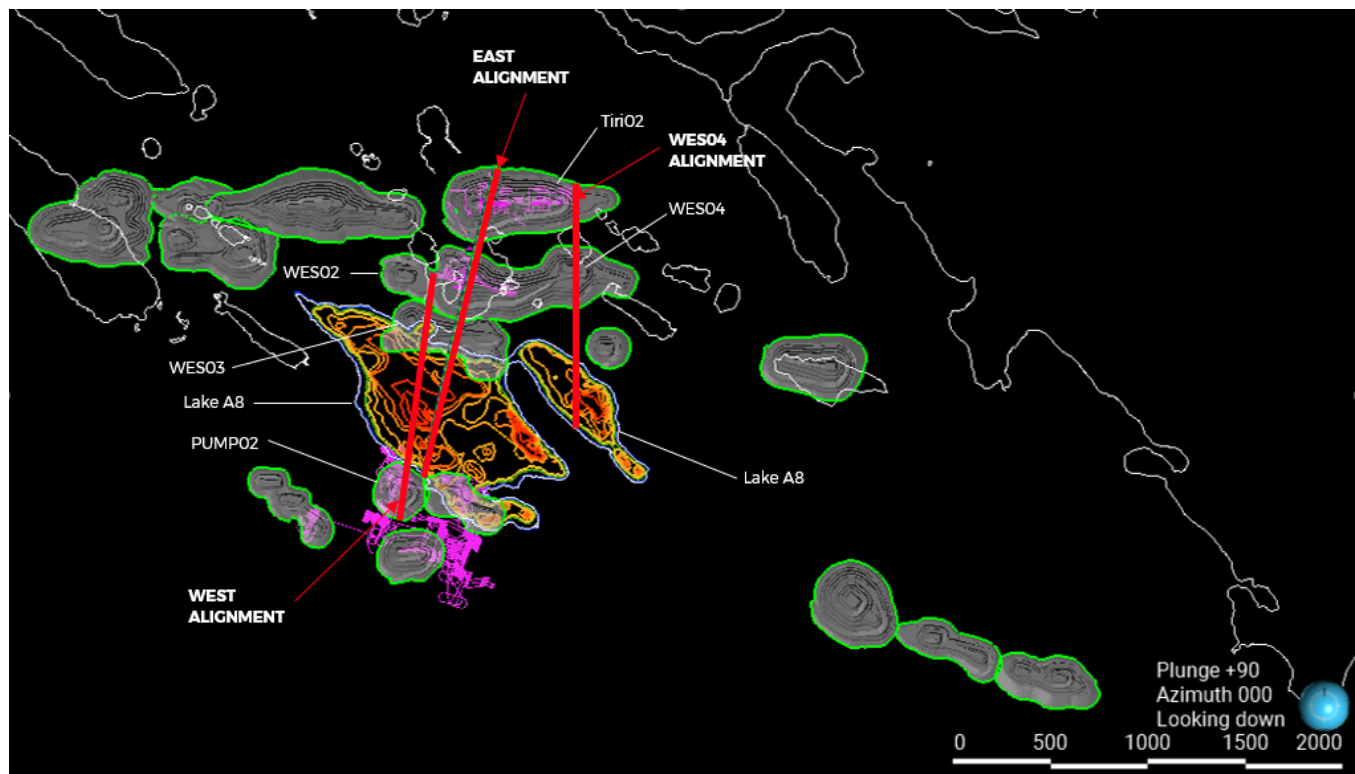 EAST
ALIGNMENT
Tiri02
WES04
ALIGNMENT
WES04
WES02
WES03
Lake A8
PUMP02
Lake A8
WEST
ALIGNMENT
Plunge +90
Azimuth 000
Looking down
0 500 1000 1500 2000